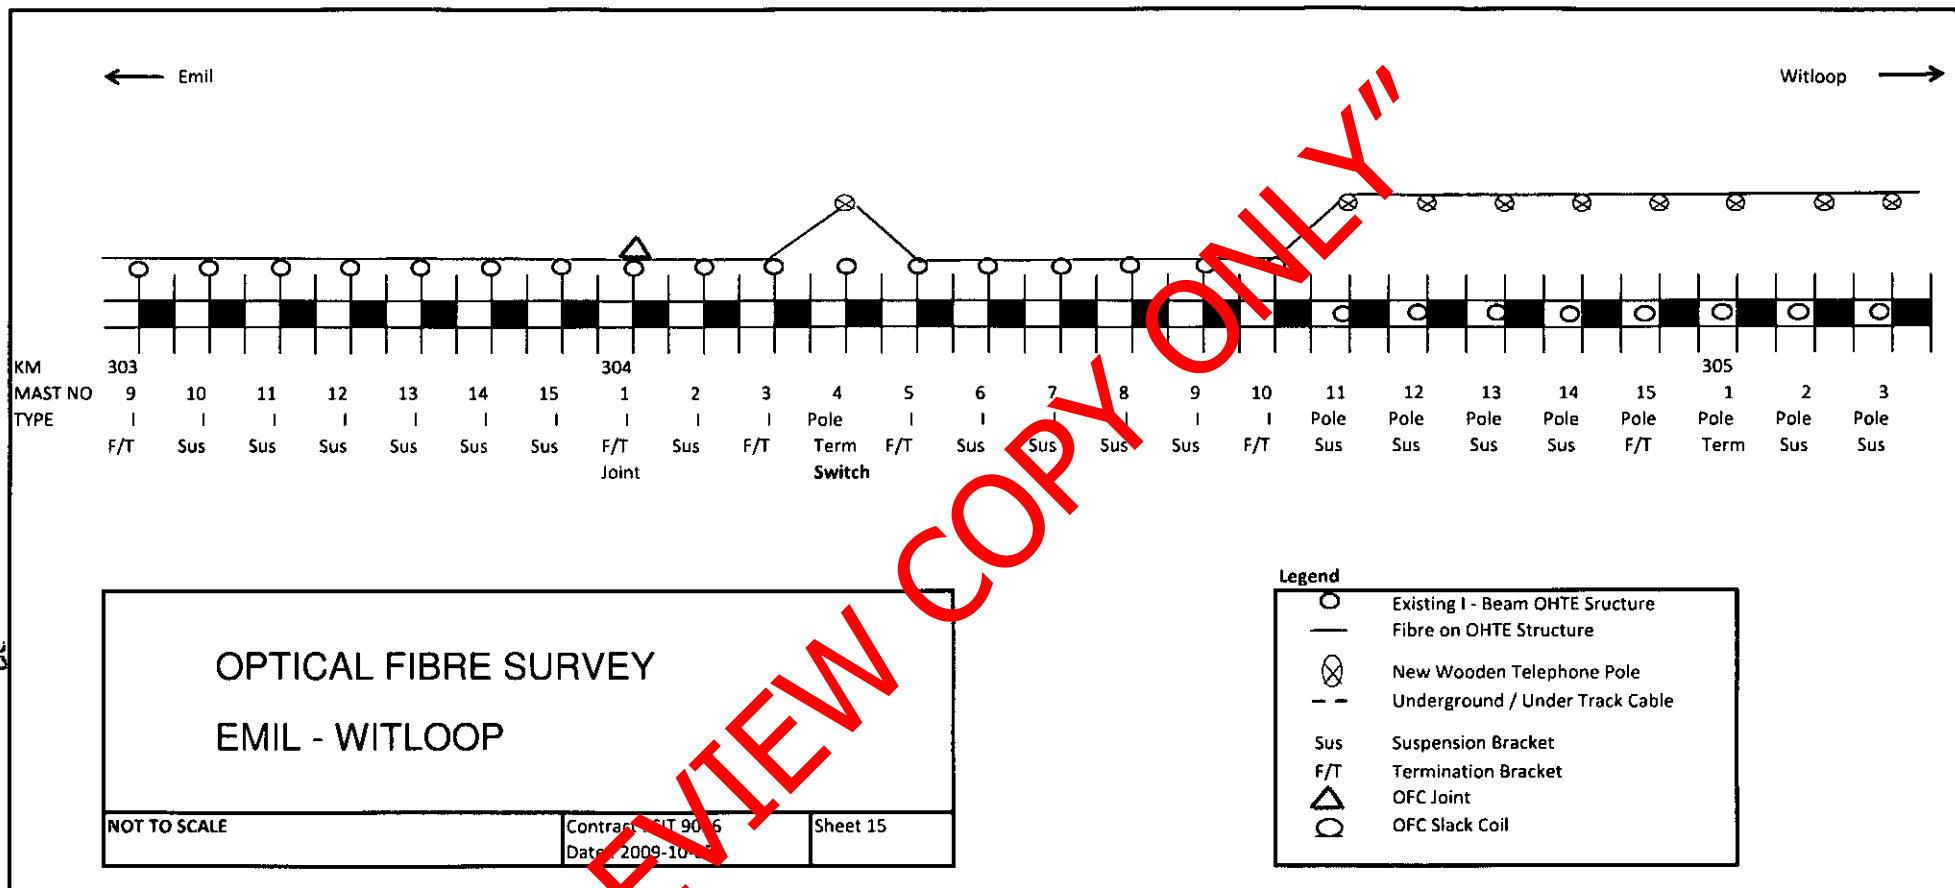 Emil
Witloop
KM 303 304 305
MAST NO 9 10 11 12 13 14 15 1 2 3 4 5 6 7 8 9 10 11 12 13 14 15 1 2 3
TYPE I I I I I I I I I I Pole I I I I I I Pole Pole Pole Pole Pole Pole Pole Pole
F/T Sus Sus Sus Sus Sus Sus F/T Sus F/T Term F/T Sus Sus Sus Sus F/T Sus Sus Sus Sus F/T Term Sus Sus
Joint Switch
OPTICAL FIBRE SURVEY
EMIL - WITLOOP
NOT TO SCALE
Contract
Sheet 15
Date 2009-10-
Legend
Existing I - Beam OHTE Sructure
Fibre on OHTE Structure
New Wooden Telephone Pole
Underground / Under Track Cable
Sus Suspension Bracket
F/T Termination Bracket
OFC Joint
OFC Slack Coil
EVIEW COPY ONLY"